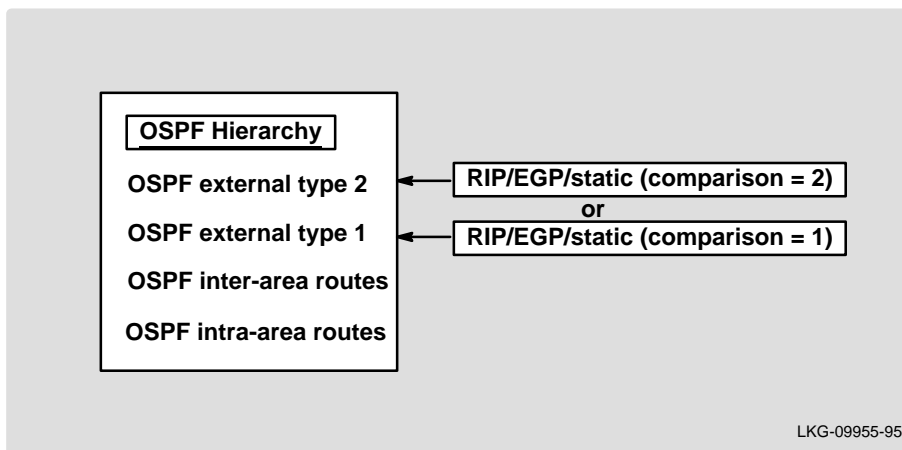 OSPF Hierarchy
OSPF external type 2
RIP/EGP/static (comparison = 2)
or
OSPF external type 1
RIP/EGP/static (comparison = 1)
OSPF inter-area routes
OSPF intra-area routes
LKG-09955-95